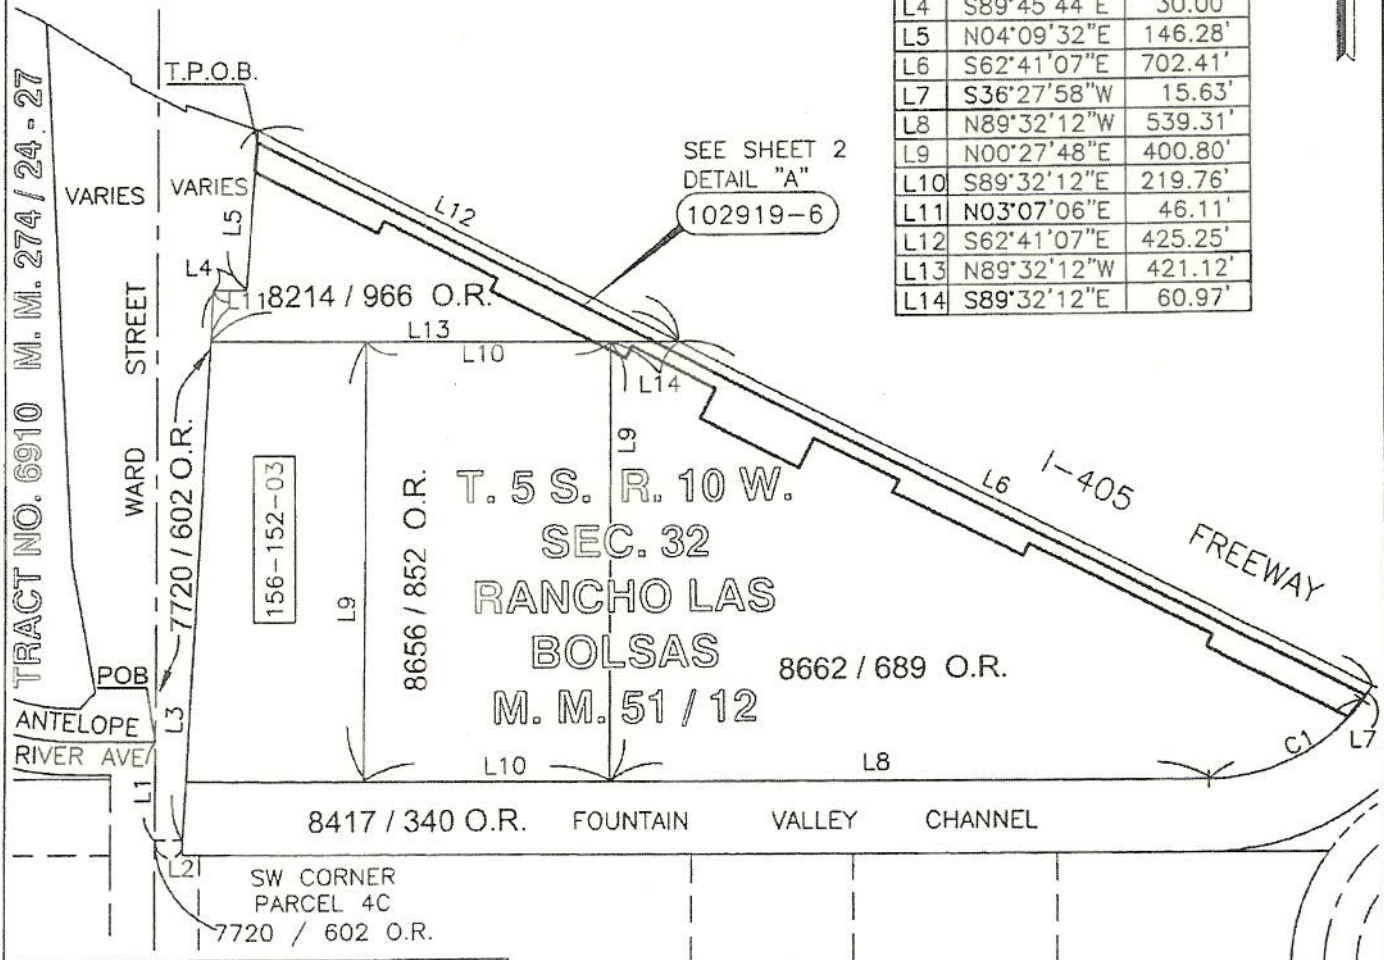 L4 S89°45'44"E 30.00'
L5 N04°09'32"E 146.28'
L6 S62°41'07"E 702.41'
L7 S36°27'58"W 15.63'
L8 N89°32'12"W 539.31'
L9 N00°27'48"E 400.80'
L10 S89°32'12"E 219.76'
L11 N03°07'06"E 46.11'
L12 S62°41'07"E 425.25'
L13 N89°32'12"W 421.12'
L14 S89°32'12"E 60.97'
T.P.O.B.
SEE SHEET 2
DETAIL "A"
102919-6
TRACT NO. 6910 M. M. 274 / 24 - 27
VARIES
VARIES
L5
L12
L4
L11
8214 / 966 O.R.
L13
L10
L14
WARD STREET
7720 / 602 O.R.
156-152-03
L9
8656 / 852 O.R.
L9
T. 5 S. R. 10 W.
SEC. 32
RANCHO LAS
BOLSAS
M. M. 51 / 12
L6
I-405 FREEWAY
8662 / 689 O.R.
POB
ANTELOPE
RIVER AVE
L3
L1
L10
L8
C1
L7
8417 / 340 O.R. FOUNTAIN VALLEY CHANNEL
L2
SW CORNER
PARCEL 4C
7720 / 602 O.R.